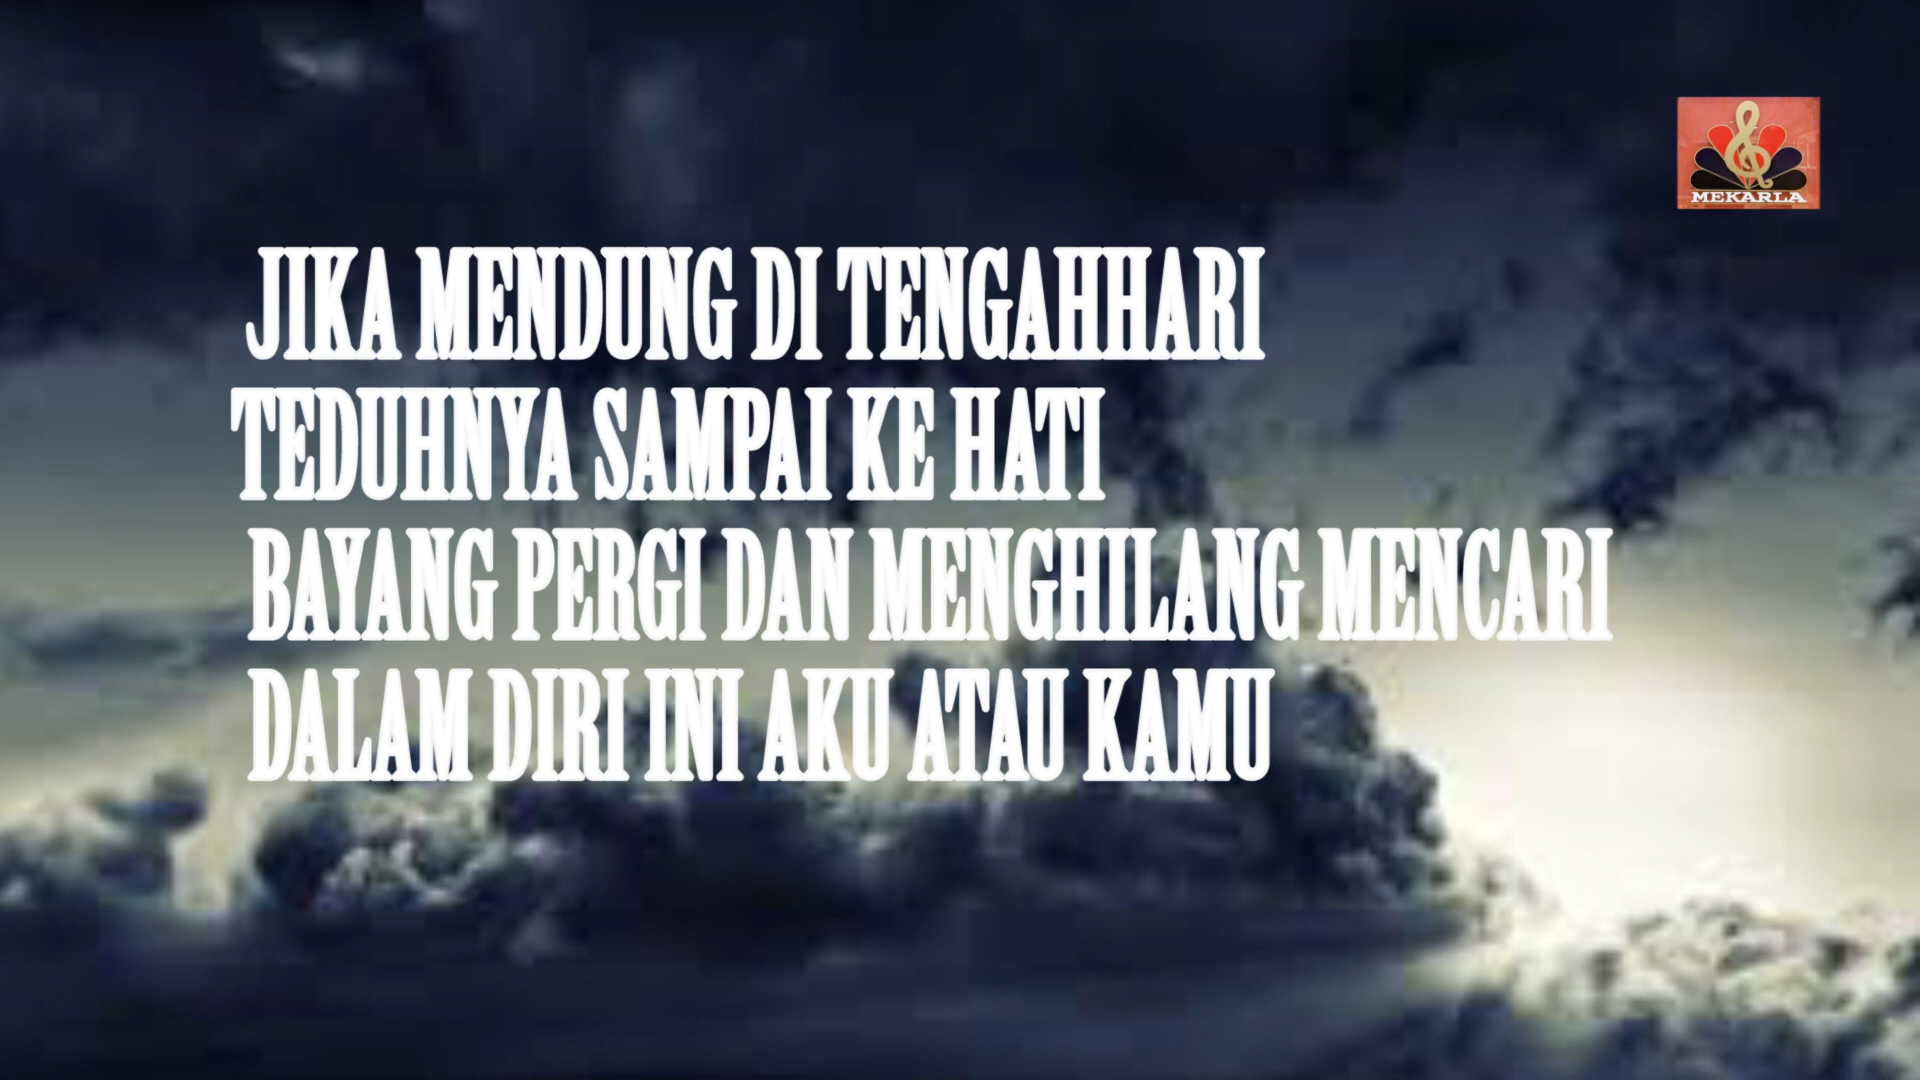 MEKARLA
JIKA MENDUNG DI TENGAHHARI
TEDUHNYA SAMPAI KE HATI
BAYANG PERGI DAN MENGHILANG MENCARI
DALAM DIRI INI AKU ATAU KAMU